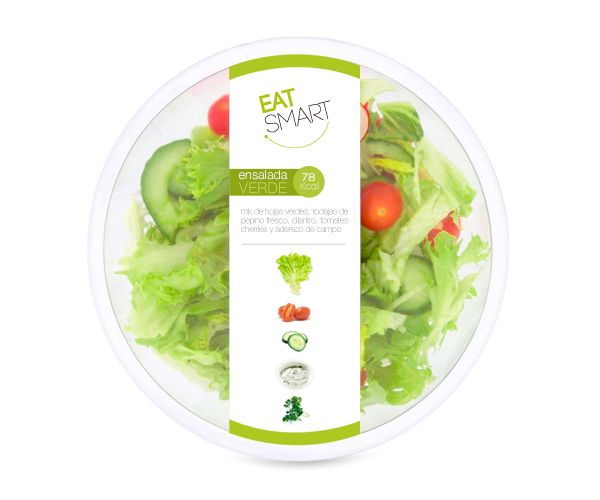 EAT
SMART
ensalada
VERDE
78
Kcal
mix de hojas verdes, rodajas de
pepino fresco, cilantro, tomates
cherries y aderezo de campo